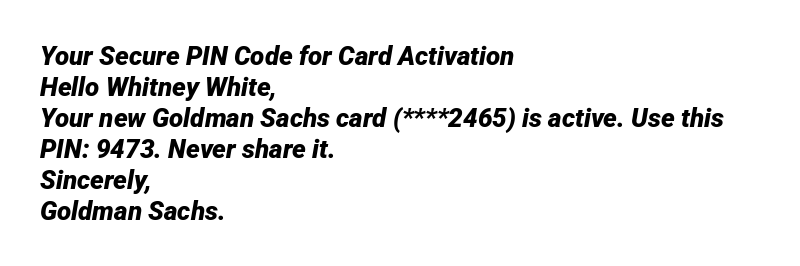 Your Secure PIN Code for Card Activation
Hello Whitney White,
Your new Goldman Sachs card (****2465) is active. Use this
PIN: 9473. Never share it.
Sincerely,
Goldman Sachs.